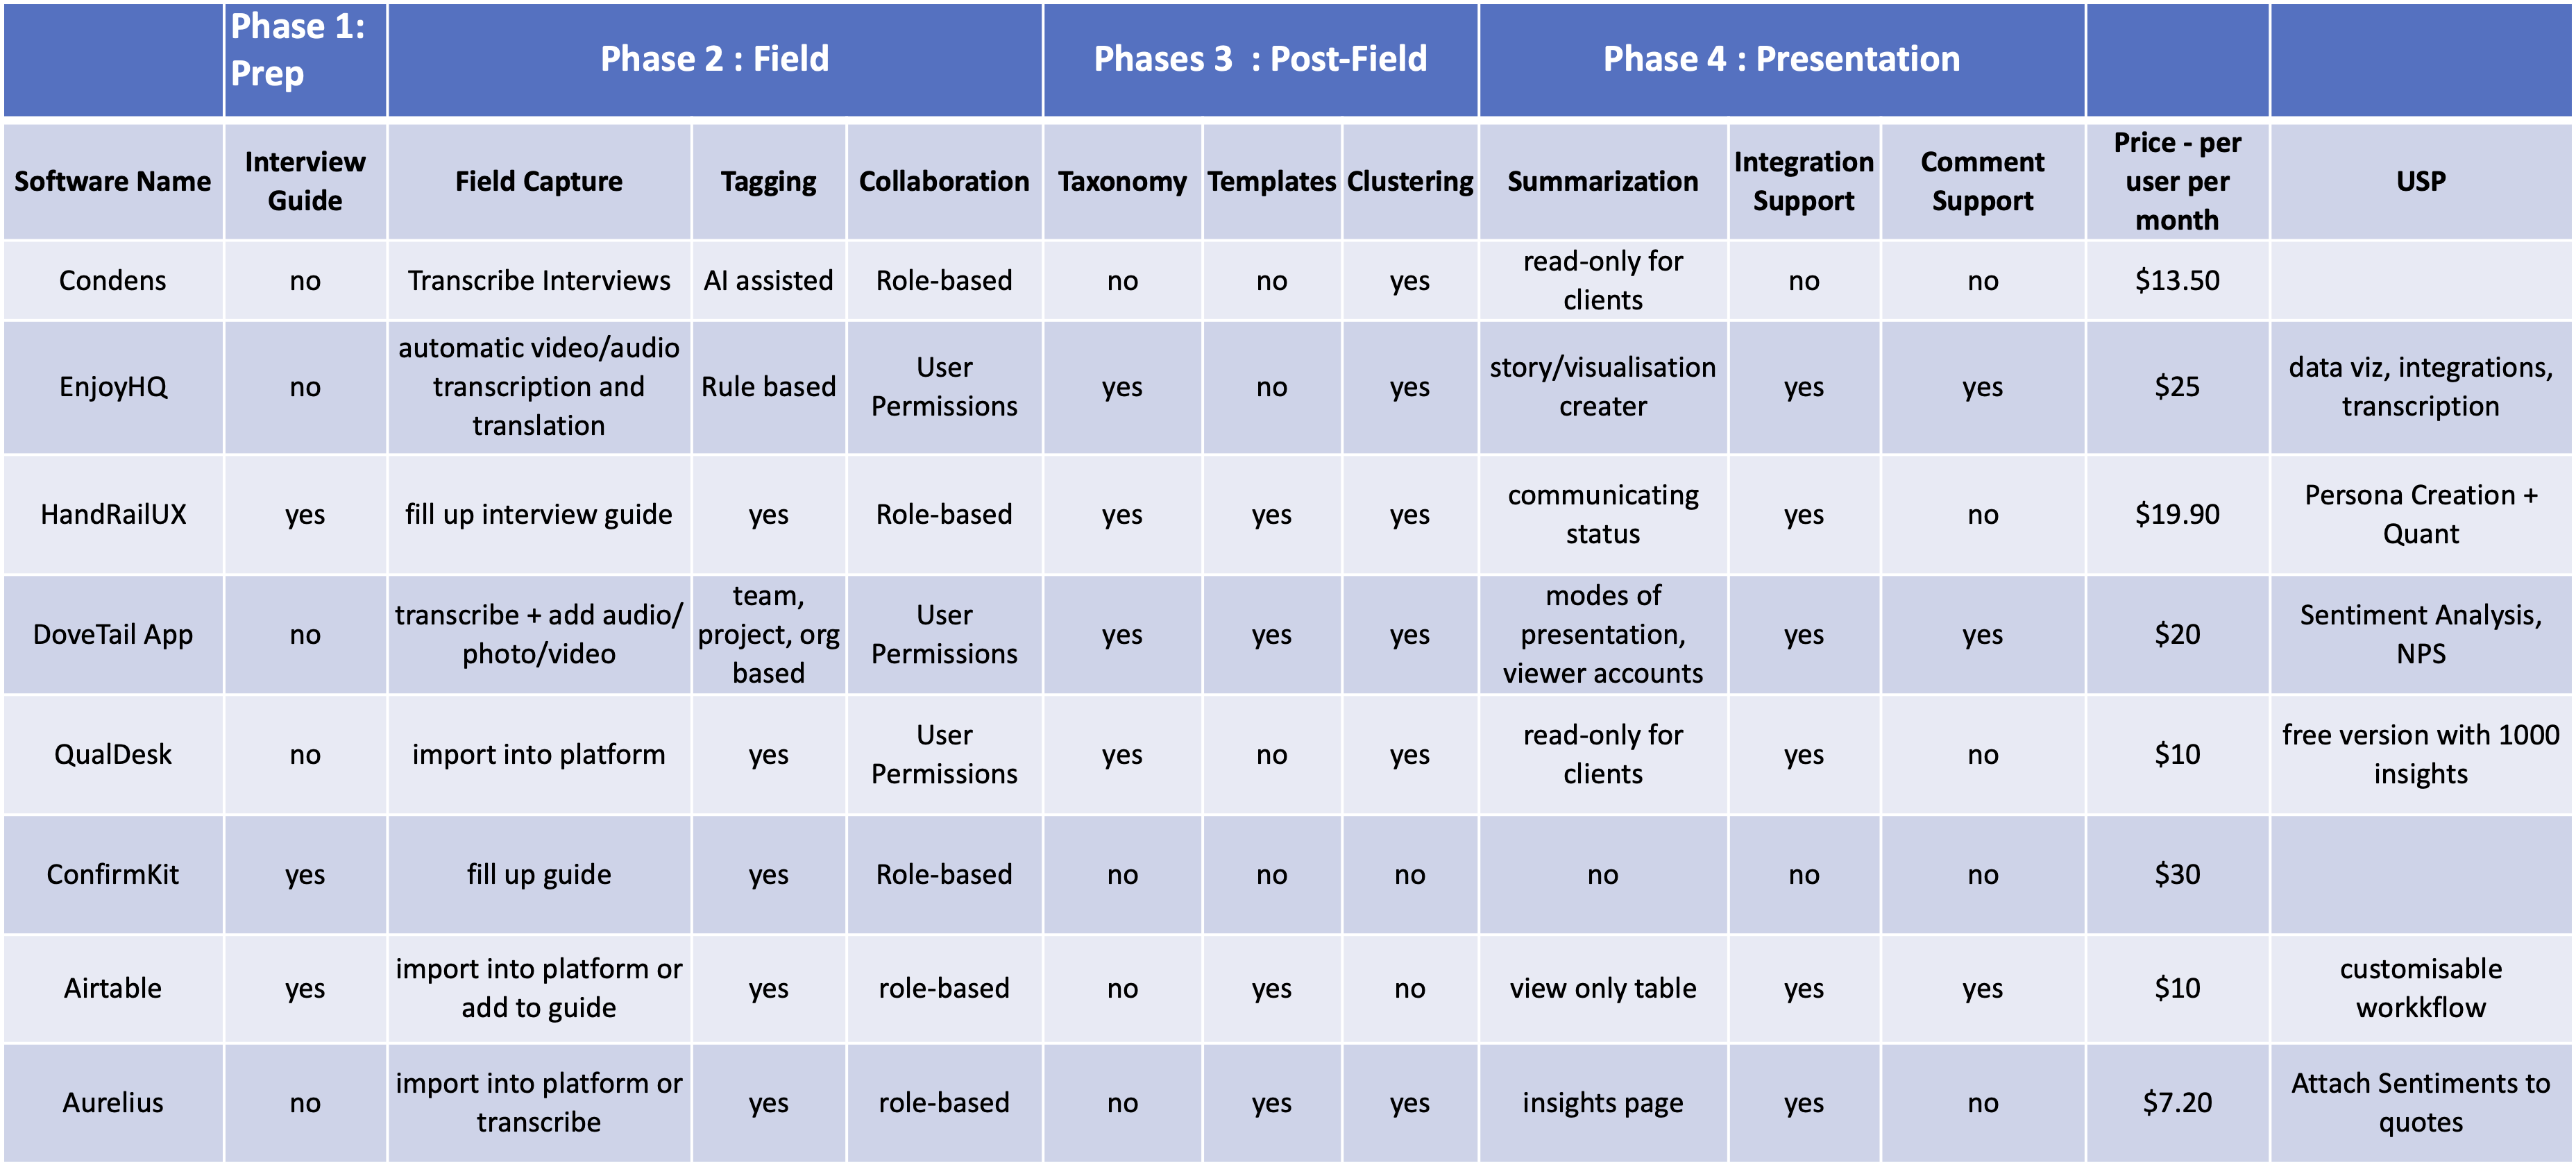 Phase 1:
Prep
Phase 2 : Field
Phases 3  : Post-Field
Phase 4 : Presentation
Software Name
Interview
Guide
Field Capture
Tagging
Collaboration
Taxonomy
Templates
Clustering
Summarization
Integration
Support
Comment
Support
Price - per
user per
month
USP
Condens
no
Transcribe Interviews
AI assisted
Role-based
no
no
yes
read-only for
clients
no
no
$13.50
EnjoyHQ
no
automatic video/audio
transcription and
translation
Rule based
User
Permissions
yes
no
yes
story/visualisation
creater
yes
yes
$25
data viz, integrations,
transcription
HandRailUX
yes
fill up interview guide
yes
Role-based
yes
yes
yes
communicating
status
yes
no
$19.90
Persona Creation +
Quant
DoveTail App
no
transcribe + add audio/
photo/video
team,
project, org
based
User
Permissions
yes
yes
yes
modes of
presentation,
viewer accounts
yes
yes
$20
Sentiment Analysis,
NPS
QualDesk
no
import into platform
yes
User
Permissions
yes
no
yes
read-only for
clients
yes
no
$10
free version with 1000
insights
ConfirmKit
yes
fill up guide
yes
Role-based
no
no
no
no
no
no
$30
Airtable
yes
import into platform or
add to guide
yes
role-based
no
yes
no
view only table
yes
yes
$10
customisable
workkflow
Aurelius
no
import into platform or
transcribe
yes
role-based
no
yes
yes
insights page
yes
no
$7.20
Attach Sentiments to
quotes